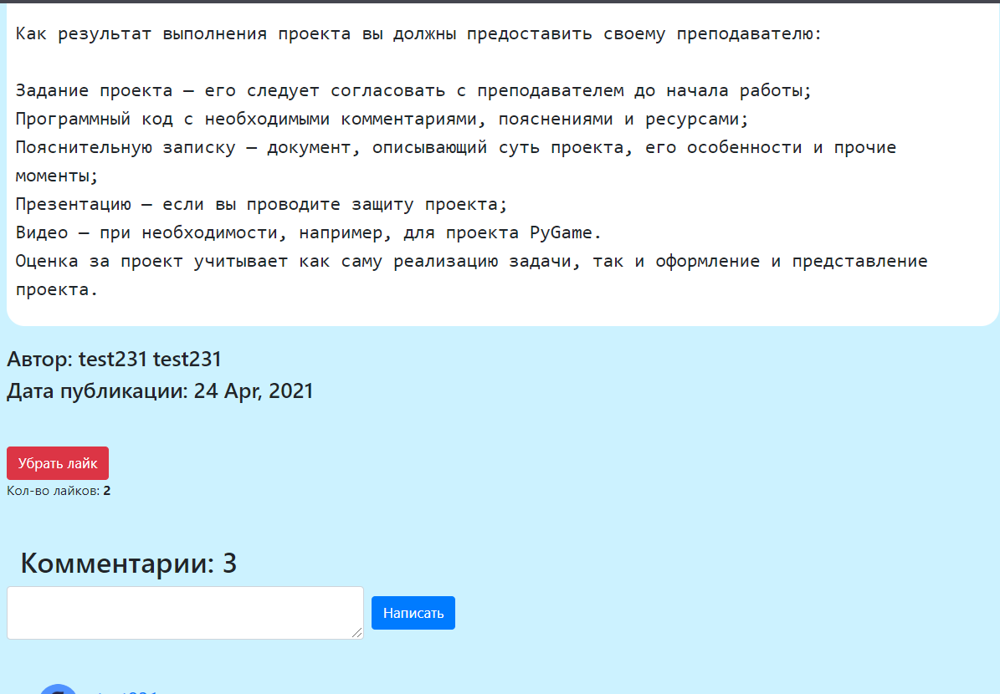 Как результат выполнения проекта вы должны предоставить своему преподавателю:
Задание проекта — его следует согласовать с преподавателем до начала работы;
Программный код с необходимыми комментариями, пояснениями и ресурсами;
Пояснительную записку — документ, описывающий суть проекта, его особенности и прочие
моменты;
Презентацию — если вы проводите защиту проекта;
Видео — при необходимости, например, для проекта PyGame.
Оценка за проект учитывает как саму реализацию задачи, так и оформление и представление
проекта.
Автор: test231 test231
Дата публикации: 24 Apr, 2021
Убрать лайк
Кол-во лайков: 2
Комментарии: 3
Написать